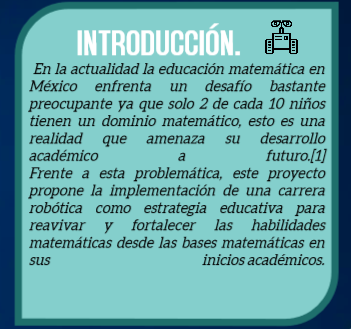 INTRODUCCIÓN.
En la actualidad la educación matemática en
México enfrenta un desafío bastante
preocupante ya que solo 2 de cada 10 niños
tienen un dominio matemático, esto es una
realidad que amenaza su desarrollo
académico a futuro.[1]
Frente a esta problemática, este proyecto
propone la implementación de una carrera
robótica como estrategia educativa para
reavivar y fortalecer las habilidades
matemáticas desde las bases matemáticas en
sus inicios académicos.